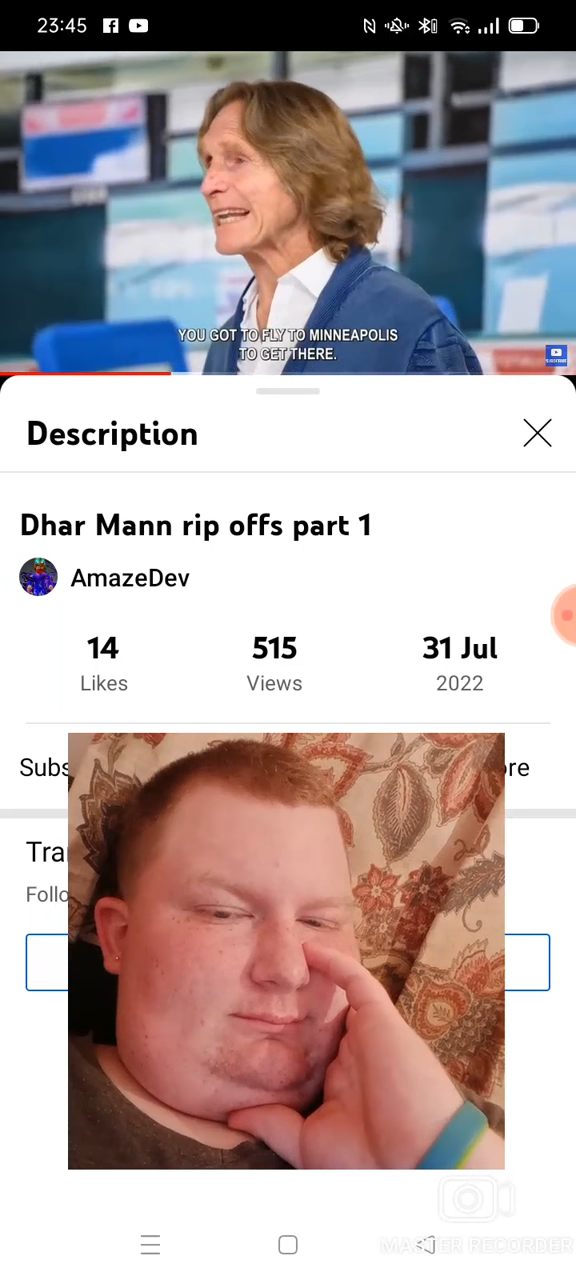 23:45
YOU GOT TO FLY TO MINNEAPOLIS
TO GET THERE.
SUBSCRIBE
Description
Dhar Mann rip offs part 1
AmazeDev
14 515 31 Jul
Likes Views 2022
Subs ore
Tra
Follo
MASTER RECORDER